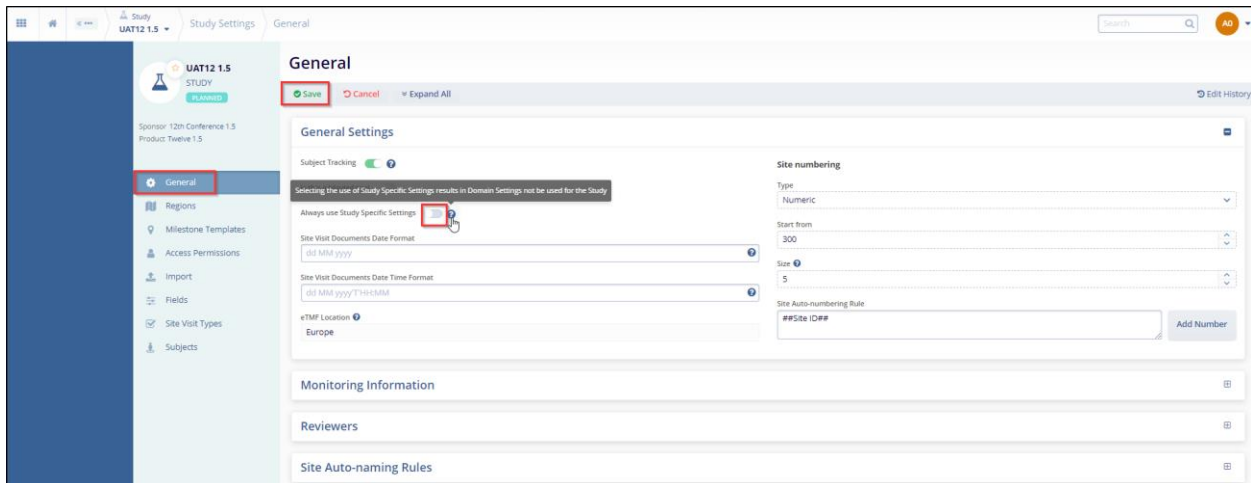 Study
UAT12 1.5
Study Settings
General
Search
AO
UAT12 1.5
STUDY
PLANNED
Sponsor 12th Conference 1.5
Product Twelve 1.5
General
Regions
Milestone Templates
Access Permissions
Import
Fields
Site Visit Types
Subjects
General
Save
Cancel
Expand All
Edit History
General Settings
Subject Tracking
Selecting the use of Study Specific Settings results in Domain Settings not be used for the Study
Always use Study Specific Settings
Site Visit Documents Date Format
dd MM yyyy
Site Visit Documents Date Time Format
dd MM yyyy'T'HH:MM
eTMF Location
Europe
Site numbering
Type
Numeric
Start from
300
Size
5
Site Auto-numbering Rule
##Site ID##
Add Number
Monitoring Information
Reviewers
Site Auto-naming Rules